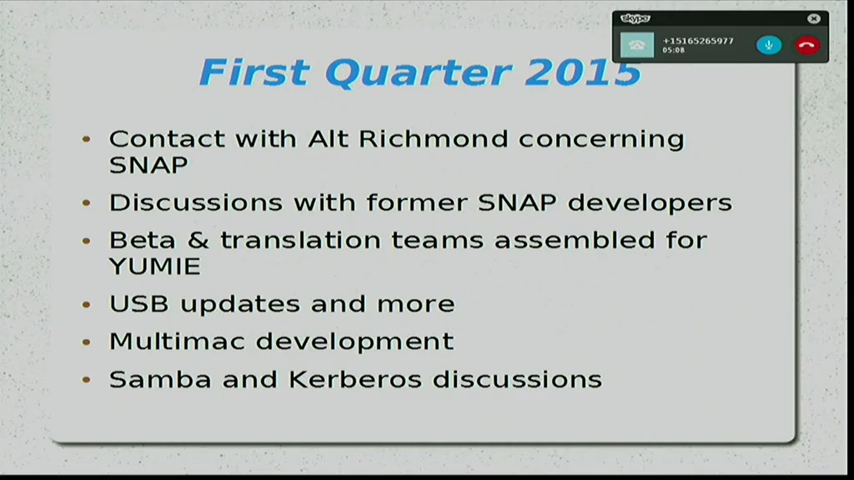 skype
+15165265977
05:08
First Quarter 2015
• Contact with Alt Richmond concerning
SNAP
• Discussions with former SNAP developers
• Beta & translation teams assembled for
YUMIE
• USB updates and more
• Multimac development
• Samba and Kerberos discussions